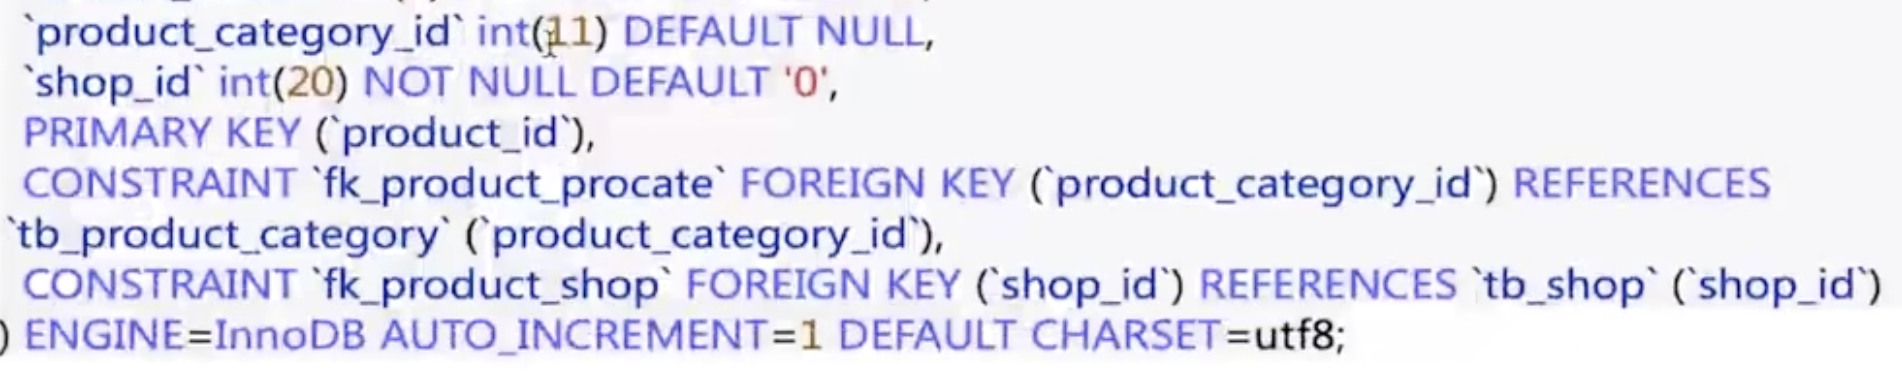 `product_category_id` int(11) DEFAULT NULL,
`shop_id` int(20) NOT NULL DEFAULT '0',
PRIMARY KEY (`product_id`),
CONSTRAINT `fk_product_procate` FOREIGN KEY (`product_category_id`) REFERENCES
`tb_product_category` (`product_category_id`),
CONSTRAINT `fk_product_shop` FOREIGN KEY (`shop_id`) REFERENCES `tb_shop` (`shop_id`)
) ENGINE=InnoDB AUTO_INCREMENT=1 DEFAULT CHARSET=utf8;